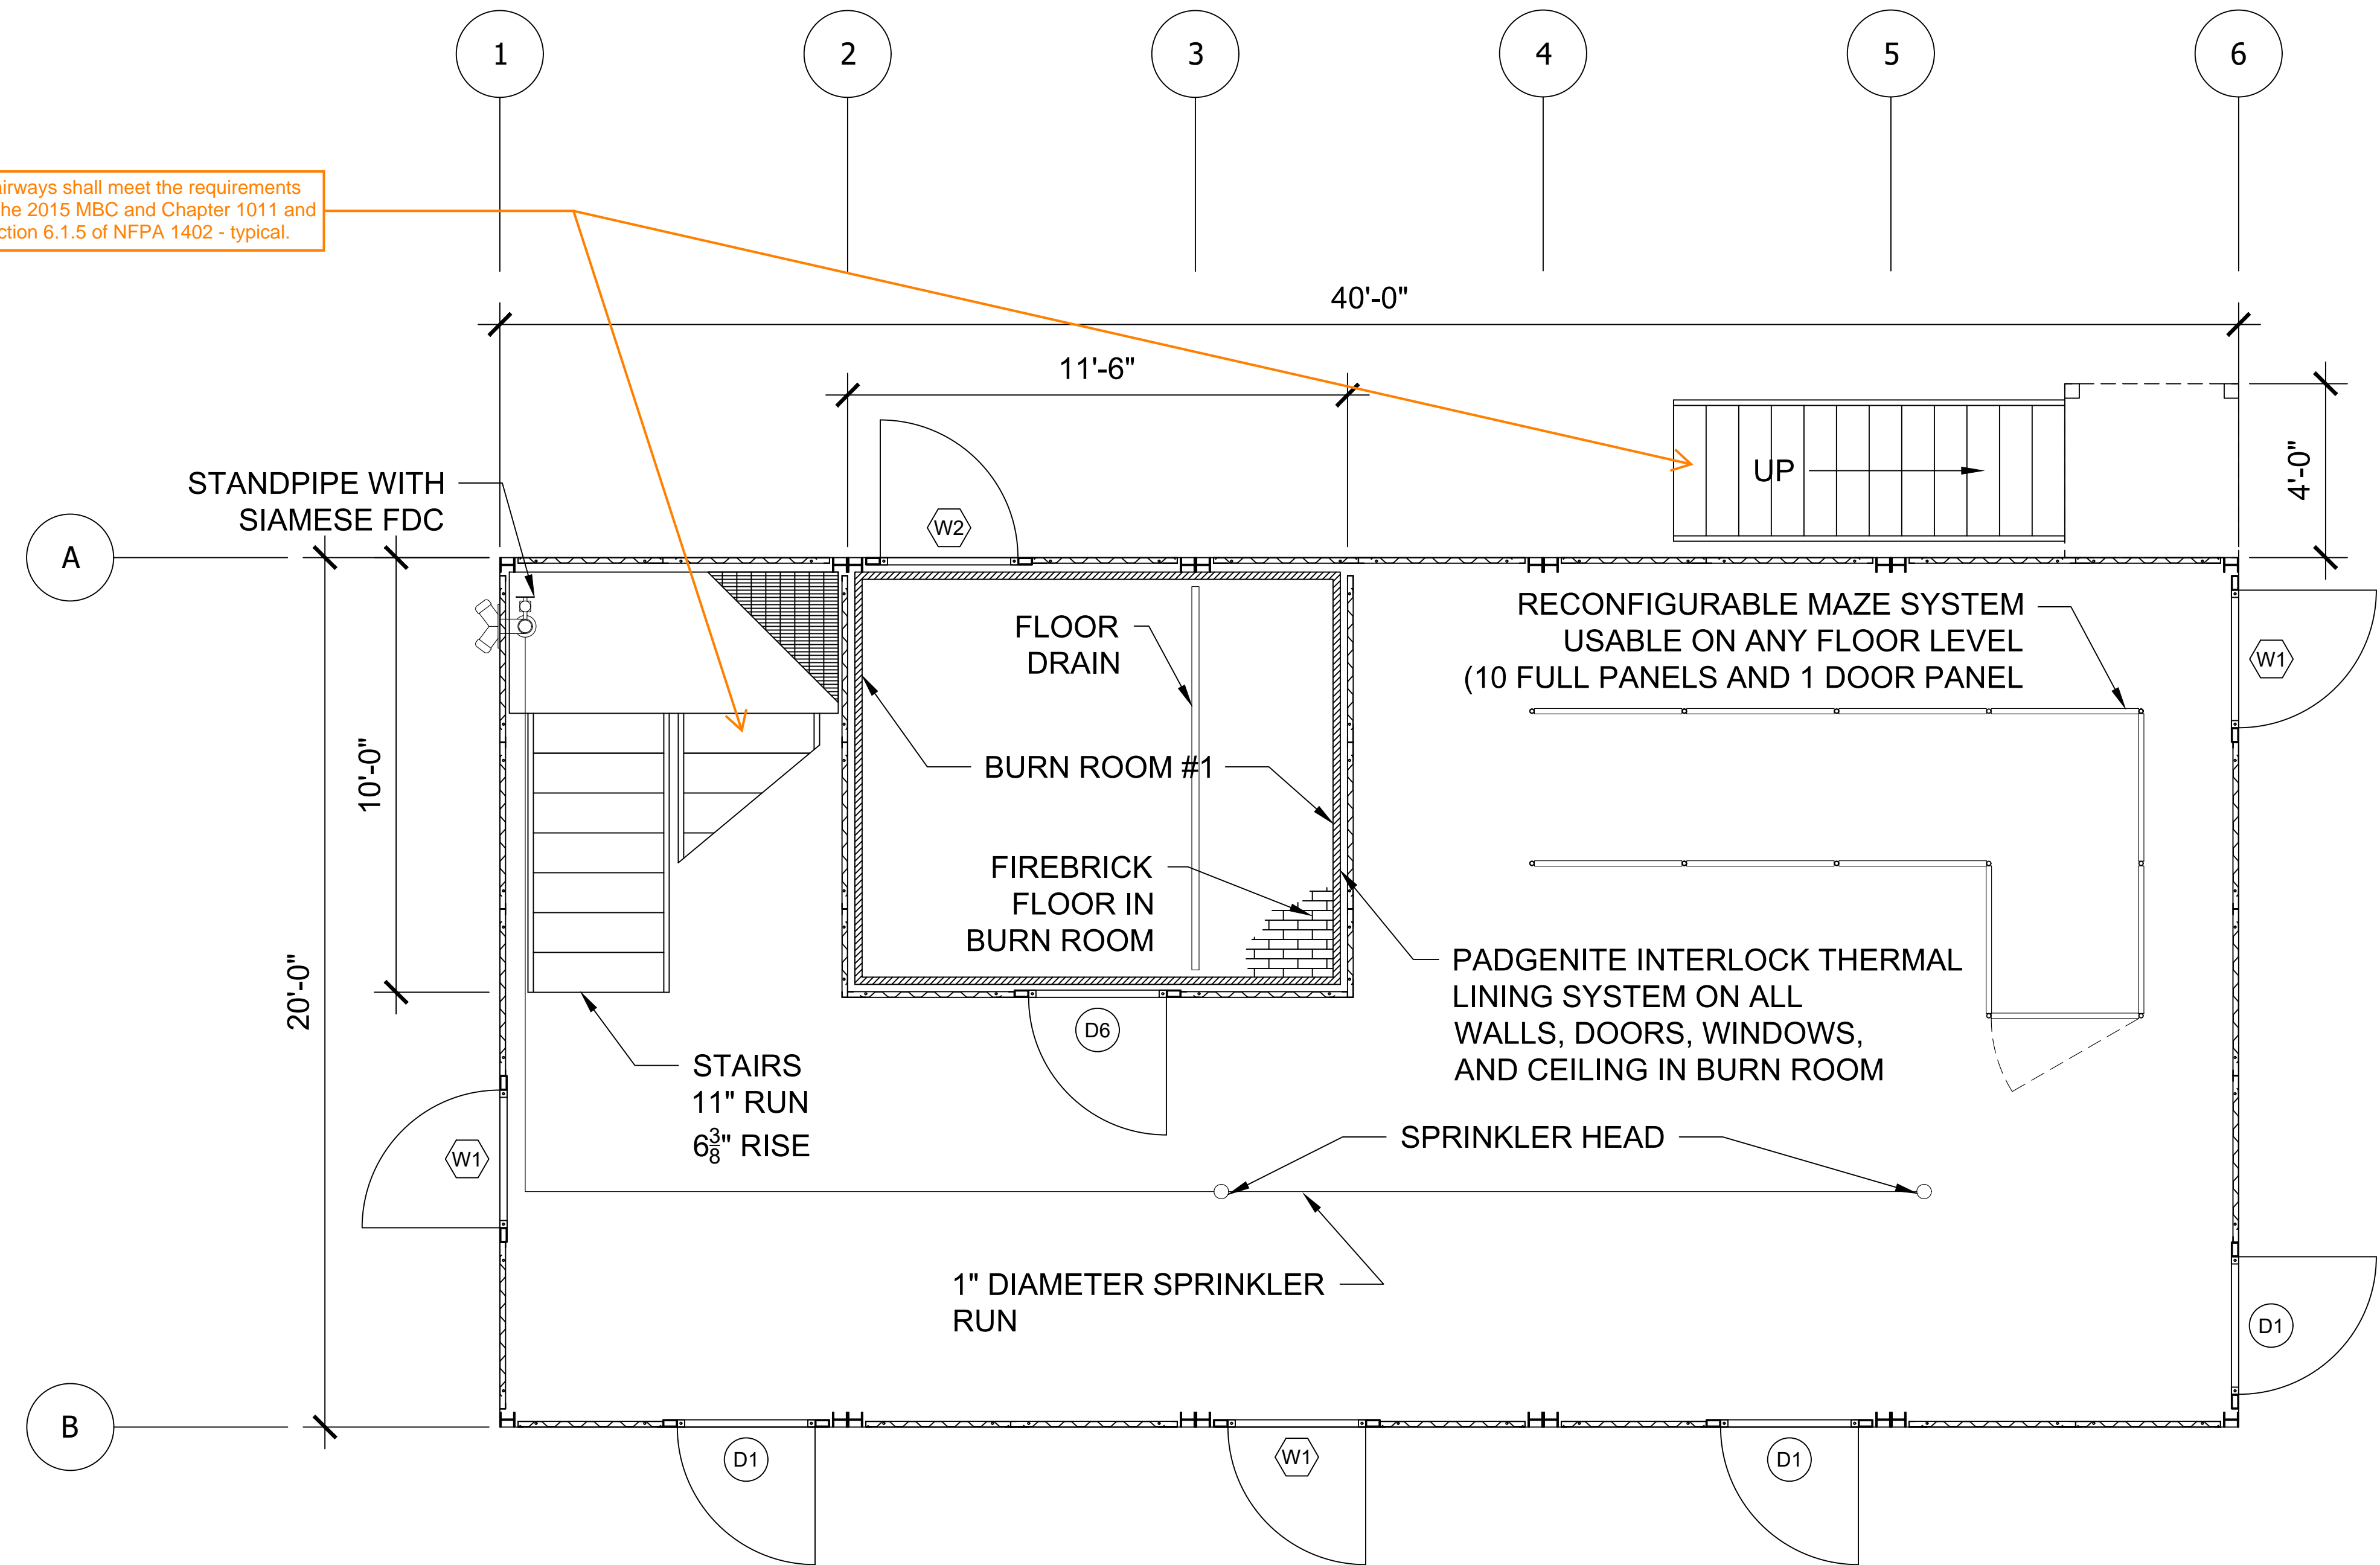 1
2
3
4
5
6
shall meet the requirements
2015 MBC and Chapter 1011 and
6.1.5 of NFPA 1402 - typical.
40'-0"
11'-6"
UP
4'-0"
STANDPIPE WITH
SIAMESE FDC
W2
A
FLOOR
DRAIN
RECONFIGURABLE MAZE SYSTEM
USABLE ON ANY FLOOR LEVEL
(10 FULL PANELS AND 1 DOOR PANEL
W1
10'-0"
BURN ROOM #1
FIREBRICK
FLOOR IN
BURN ROOM
20'-0"
PADGENITE INTERLOCK THERMAL
LINING SYSTEM ON ALL
WALLS, DOORS, WINDOWS,
AND CEILING IN BURN ROOM
D6
STAIRS
11" RUN
6 3/8" RISE
W1
SPRINKLER HEAD
1" DIAMETER SPRINKLER
RUN
D1
B
D1
W1
D1